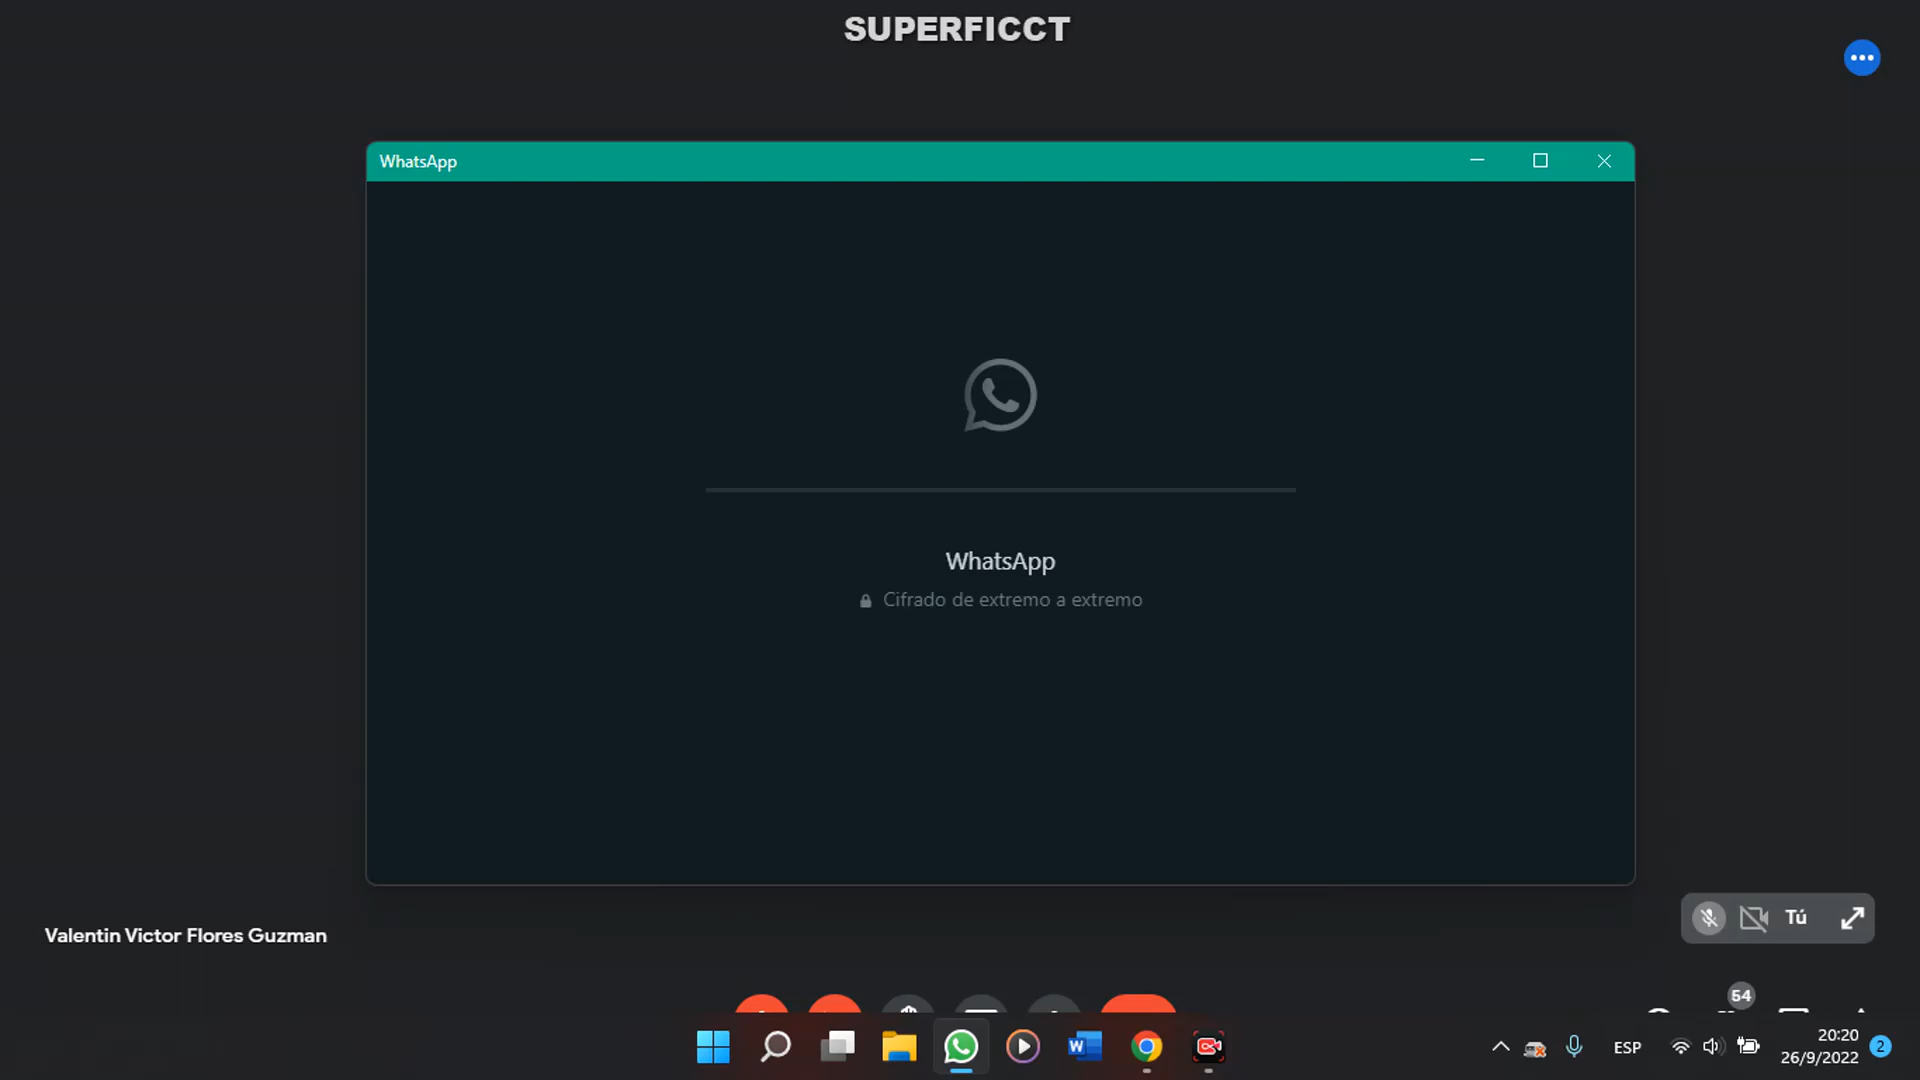 SUPERFICCT
WhatsApp
WhatsApp
Cifrado de extremo a extremo
Valentin Victor Flores Guzman
Tú
54
ESP
20:20
26/9/2022
2